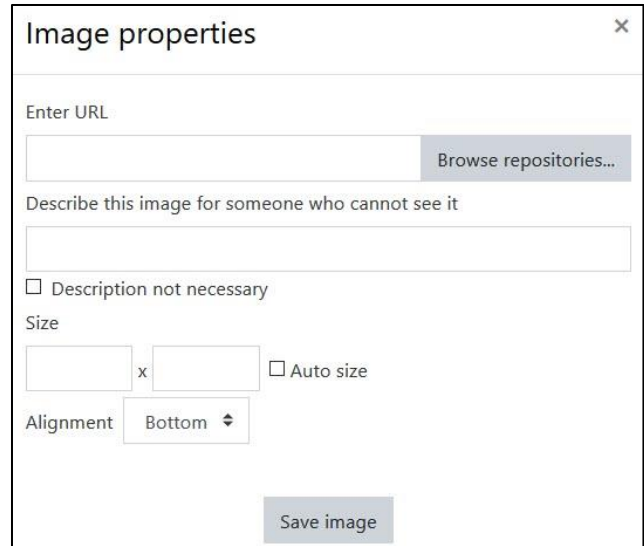 Image properties ×
Enter URL
Browse repositories...
Describe this image for someone who cannot see it
Description not necessary
Size
x Auto size
Alignment Bottom
Save image